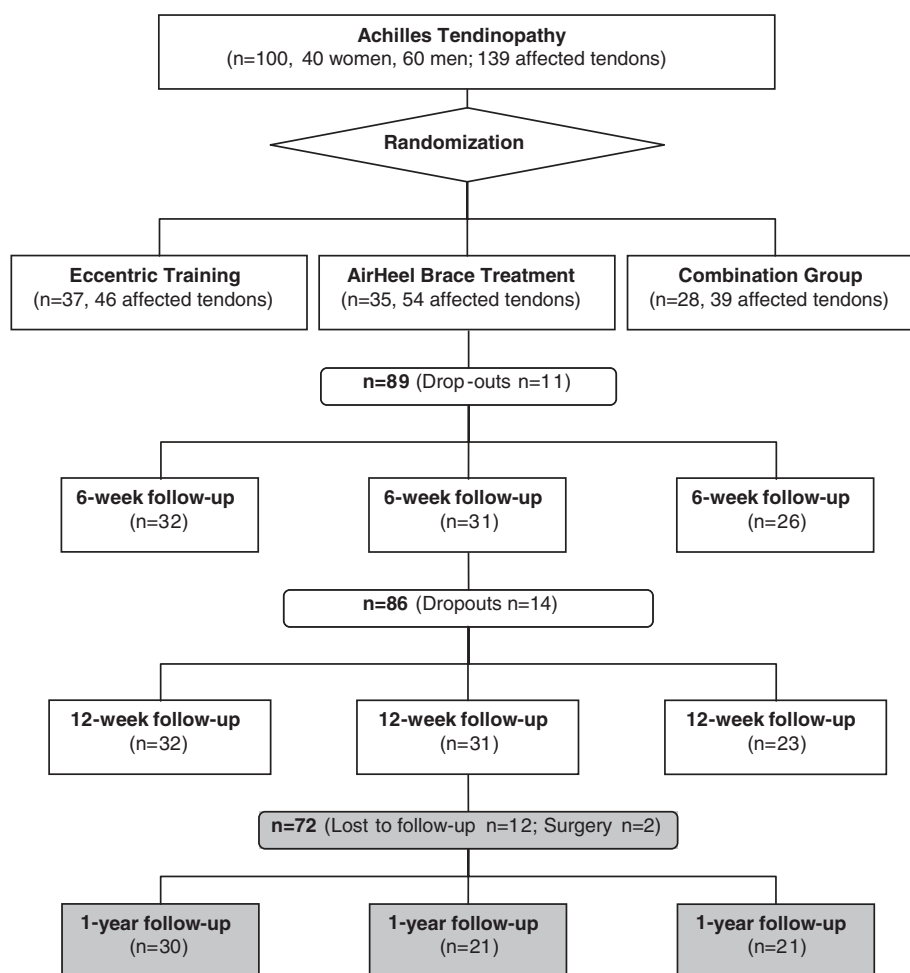 Achilles Tendinopathy
(n=100, 40 women, 60 men; 139 affected tendons)
Randomization
Eccentric Training
(n=37, 46 affected tendons)
AirHeel Brace Treatment
(n=35, 54 affected tendons)
Combination Group
(n=28, 39 affected tendons)
n=89 (Drop-outs n=11)
6-week follow-up
(n=32)
6-week follow-up
(n=31)
6-week follow-up
(n=26)
n=86 (Dropouts n=14)
12-week follow-up
(n=32)
12-week follow-up
(n=31)
12-week follow-up
(n=23)
n=72 (Lost to follow-up n=12; Surgery n=2)
1-year follow-up
(n=30)
1-year follow-up
(n=21)
1-year follow-up
(n=21)